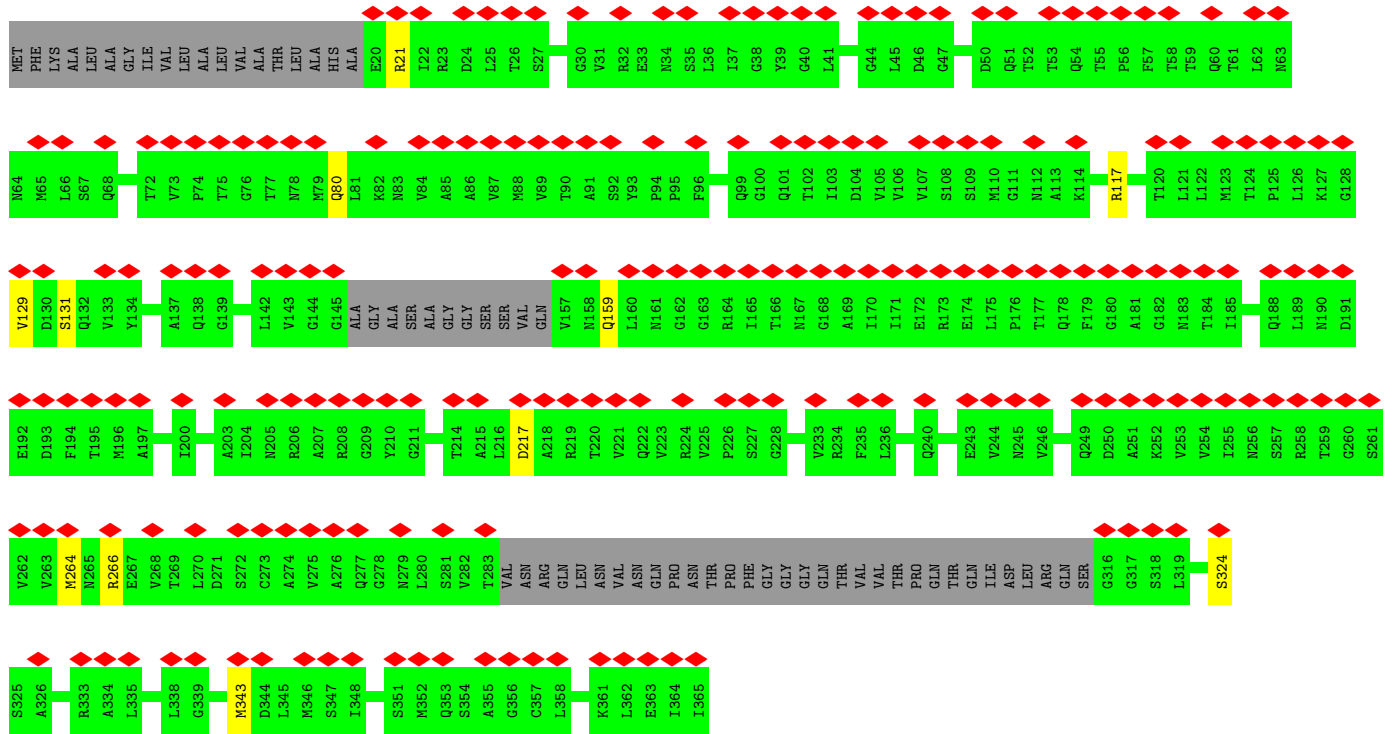 MET PHE LYS ALA LEU ALA GLY ILE VAL LEU ALA LEU VAL ALA THR LEU ALA HIS ALA E20 R21 I22 R23 D24 L25 T26 S27 G30 V31 R32 E33 N34 S35 L36 I37 G38 Y39 G40 L41 G44 L45 D46 G47 D50 Q51 T52 T53 Q54 T55 P56 F57 T58 T59 Q60 T61 L62 N63
N64 M65 L66 S67 Q68 T72 V73 P74 T75 G76 T77 N78 M79 Q80 L81 K82 N83 V84 A85 A86 V87 M88 V89 T90 A91 S92 Y93 P94 P95 F96 Q99 G100 Q101 T102 I103 D104 V105 V106 V107 S108 S109 M110 G111 N112 A113 K114 R117 T120 L121 L122 M123 T124 P125 L126 K127 G128
V129 D130 S131 Q132 V133 Y134 A137 Q138 G139 L142 V143 G144 G145 ALA GLY ALA SER ALA GLY GLY SER SER VAL GLN V157 N158 Q159 L160 N161 G162 G163 R164 I165 T166 N167 G168 A169 I170 I171 E172 R173 E174 L175 P176 T177 Q178 F179 G180 A181 G182 N183 T184 I185 Q188 L189 N190 D191
E192 D193 F194 T195 M196 A197 I200 A203 I204 N205 R206 A207 R208 G209 Y210 G211 T214 A215 L216 D217 A218 R219 T220 V221 Q222 V223 R224 V225 P226 S227 G228 V233 R234 F235 L236 Q240 E243 V244 N245 V246 Q249 D250 A251 K252 V253 V254 I255 N256 S257 R258 T259 G260 S261
V262 V263 M264 N265 R266 E267 V268 T269 L270 D271 S272 C273 A274 V275 A276 Q277 G278 N279 L280 S281 V282 T283 VAL ASN ARG GLN LEU ASN VAL ASN GLN PRO ASN THR PRO PHE GLY GLY GLY GLN THR VAL VAL THR PRO GLN THR GLN ILE ASP LEU ARG GLN SER G316 G317 S318 L319 S324
S325 A326 R333 A334 L335 L338 G339 M343 D344 L345 M346 S347 I348 S351 M352 Q353 S354 A355 G356 C357 L358 K361 L362 E363 I364 I365